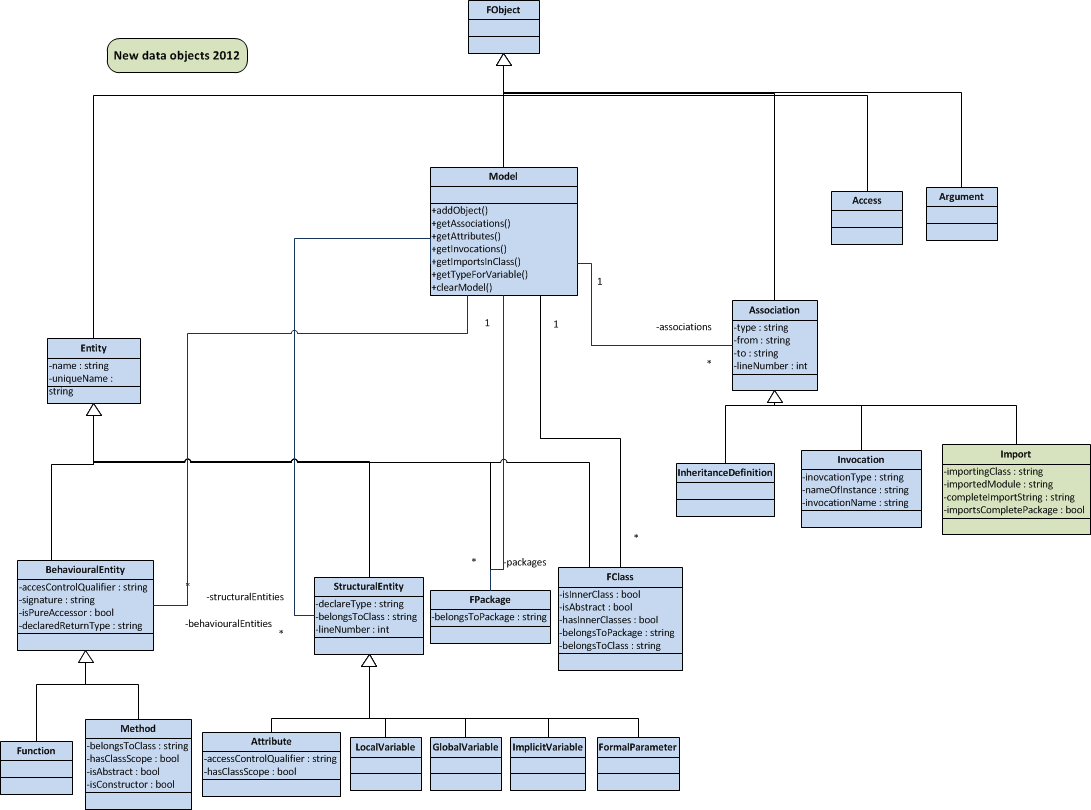 FObject
New data objects 2012
Model
+addObject()
+getAssociations()
+getAttributes()
+getInvocations()
+getImportsInClass()
+getTypeForVariable()
+clearModel()
Access
Argument
1
1
1
-associations
*
Association
-type : string
-from : string
-to : string
-lineNumber : int
Entity
-name : string
-uniqueName :
string
InheritanceDefinition
Invocation
-inovcationType : string
-nameOfInstance : string
-invocationName : string
Import
-importingClass : string
-importedModule : string
-completeImportString : string
-importsCompletePackage : bool
*
*
-packages
*
-structuralEntities
-behaviouralEntities
*
BehaviouralEntity
-accesControlQualifier : string
-signature : string
-isPureAccessor : bool
-declaredReturnType : string
StructuralEntity
-declareType : string
-belongsToClass : string
-lineNumber : int
FPackage
-belongsToPackage : string
FClass
-isInnerClass : bool
-isAbstract : bool
-hasInnerClasses : bool
-belongsToPackage : string
-belongsToClass : string
Function
Method
-belongsToClass : string
-hasClassScope : bool
-isAbstract : bool
-isConstructor : bool
Attribute
-accessControlQualifier : string
-hasClassScope : bool
LocalVariable
GlobalVariable
ImplicitVariable
FormalParameter